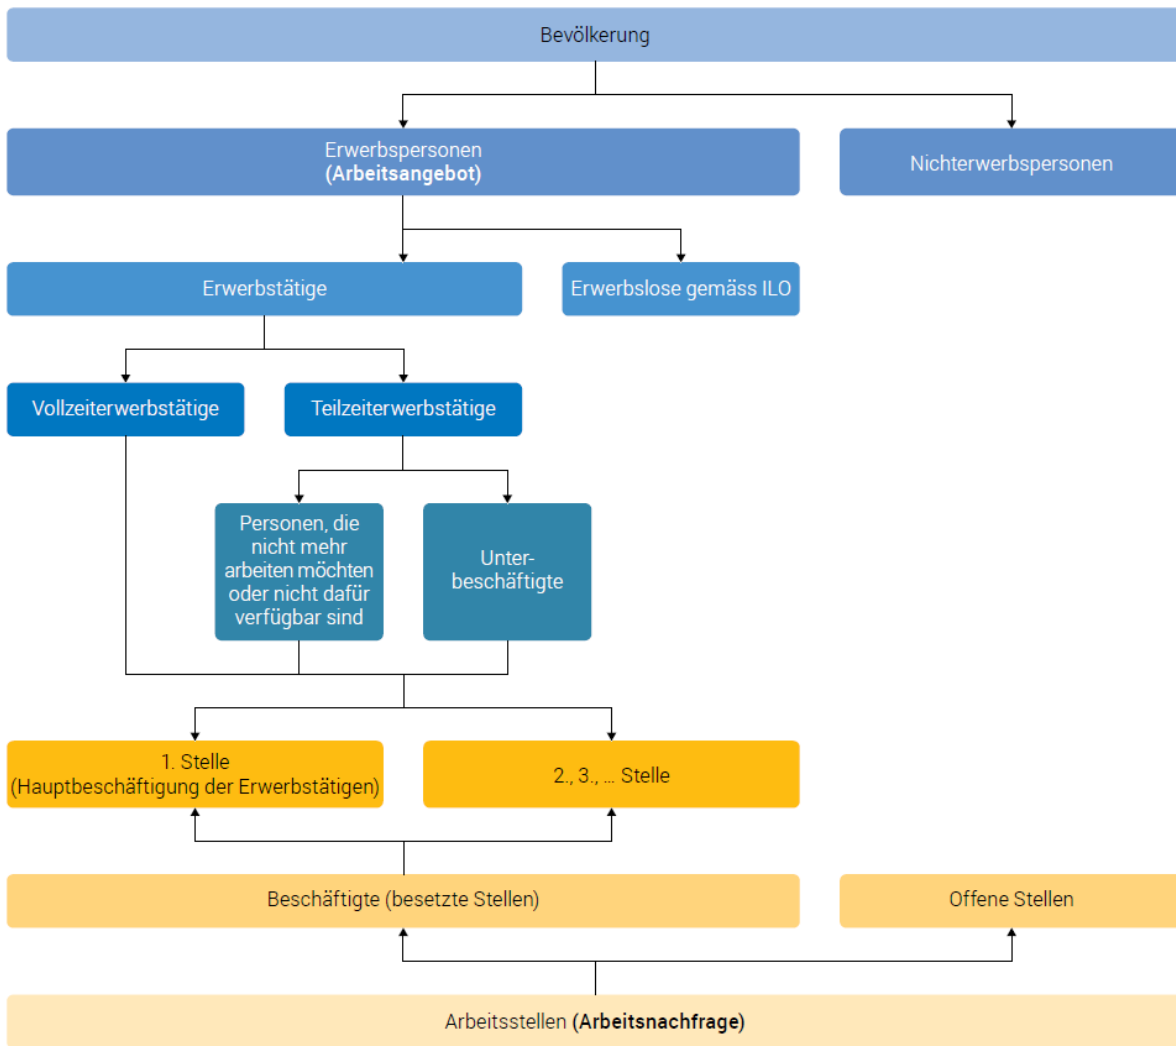 Bevölkerung
Erwerbspersonen
(Arbeitsangebot)
Nichterwerbspersonen
Erwerbstätige
Erwerbslose gemäss ILO
Vollzeiterwerbstätige
Teilzeiterwerbstätige
Personen, die
nicht mehr
arbeiten möchten
oder nicht dafür
verfügbar sind
Unter-
beschäftigte
1. Stelle
(Hauptbeschäftigung der Erwerbstätigen)
2., 3., ... Stelle
Beschäftigte (besetzte Stellen)
Offene Stellen
Arbeitsstellen (Arbeitsnachfrage)